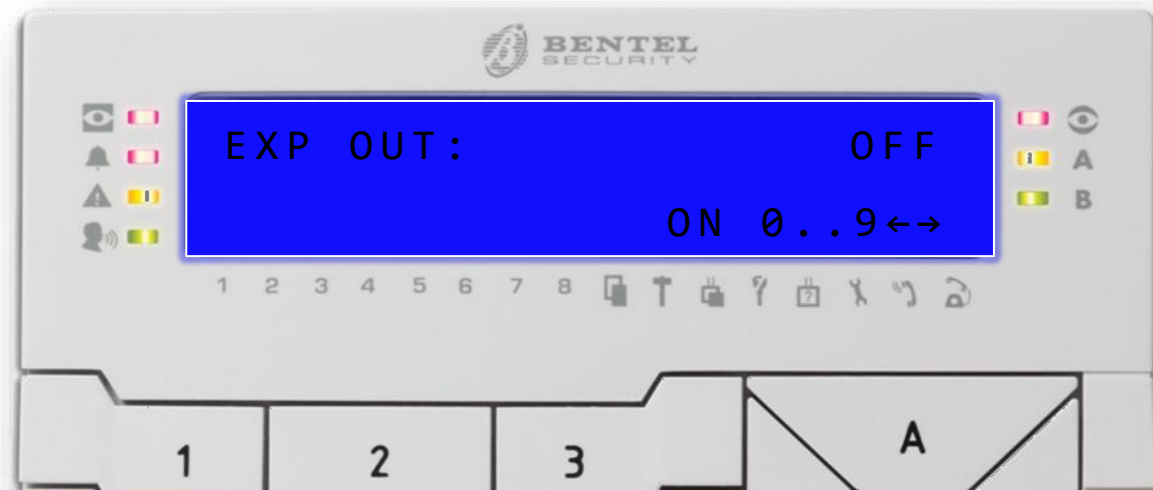 BENTEL
SECURITY
EXP OUT: OFF
ON 0..9←→
A
B
1 2 3 4 5 6 7 8
1 2 3 A